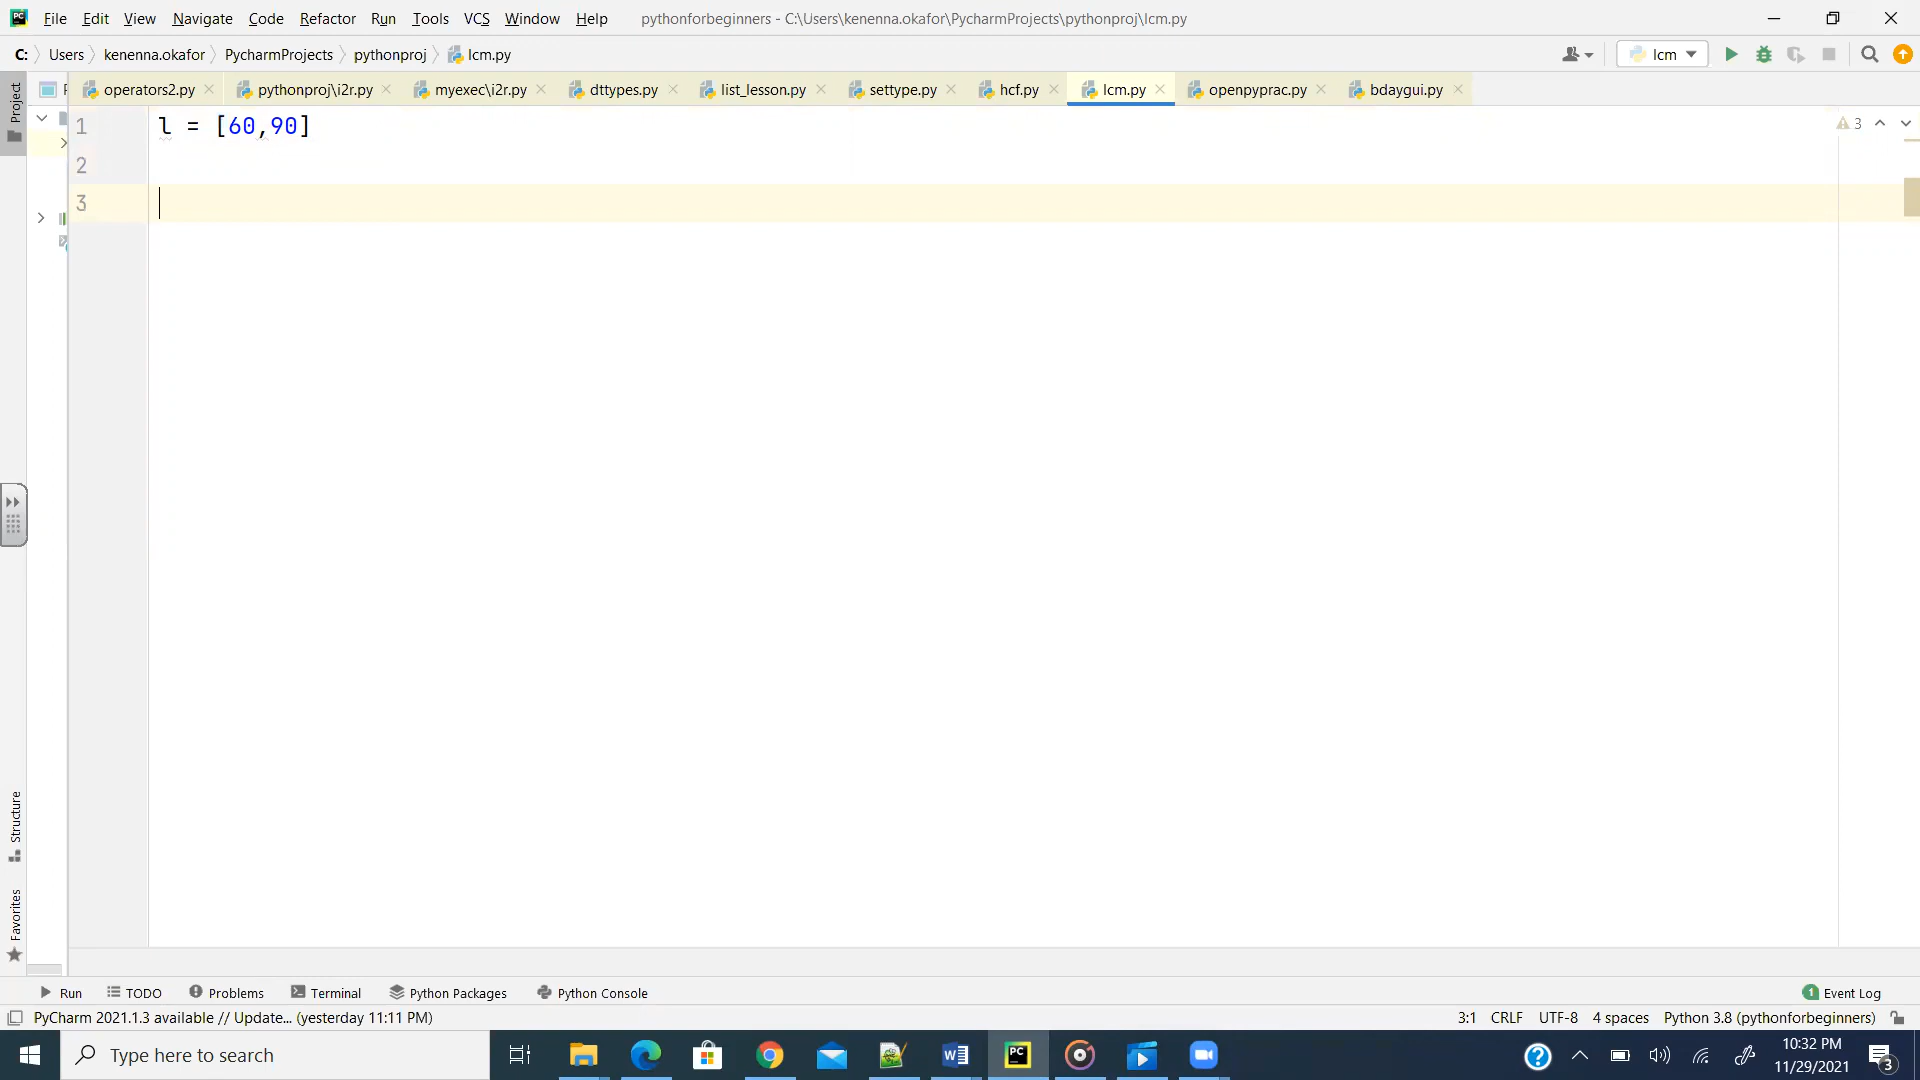 File Edit View Navigate Code Refactor Run Tools VCS Window Help pythonforbeginners - C:\Users\kenenna.okafor\PycharmProjects\pythonproj\lcm.py
C: Users kenenna.okafor PycharmProjects pythonproj lcm.py lcm
operators2.py pythonproj\i2r.py myexec\i2r.py dttypes.py list_lesson.py settype.py hcf.py lcm.py openpyprac.py bdaygui.py
Project
1 l = [60,90] 3
2
3
Structure
Favorites
Run TODO Problems Terminal Python Packages Python Console 1 Event Log
PyCharm 2021.1.3 available // Update... (yesterday 11:11 PM) 3:1 CRLF UTF-8 4 spaces Python 3.8 (pythonforbeginners)
Type here to search
10:32 PM
11/29/2021
3